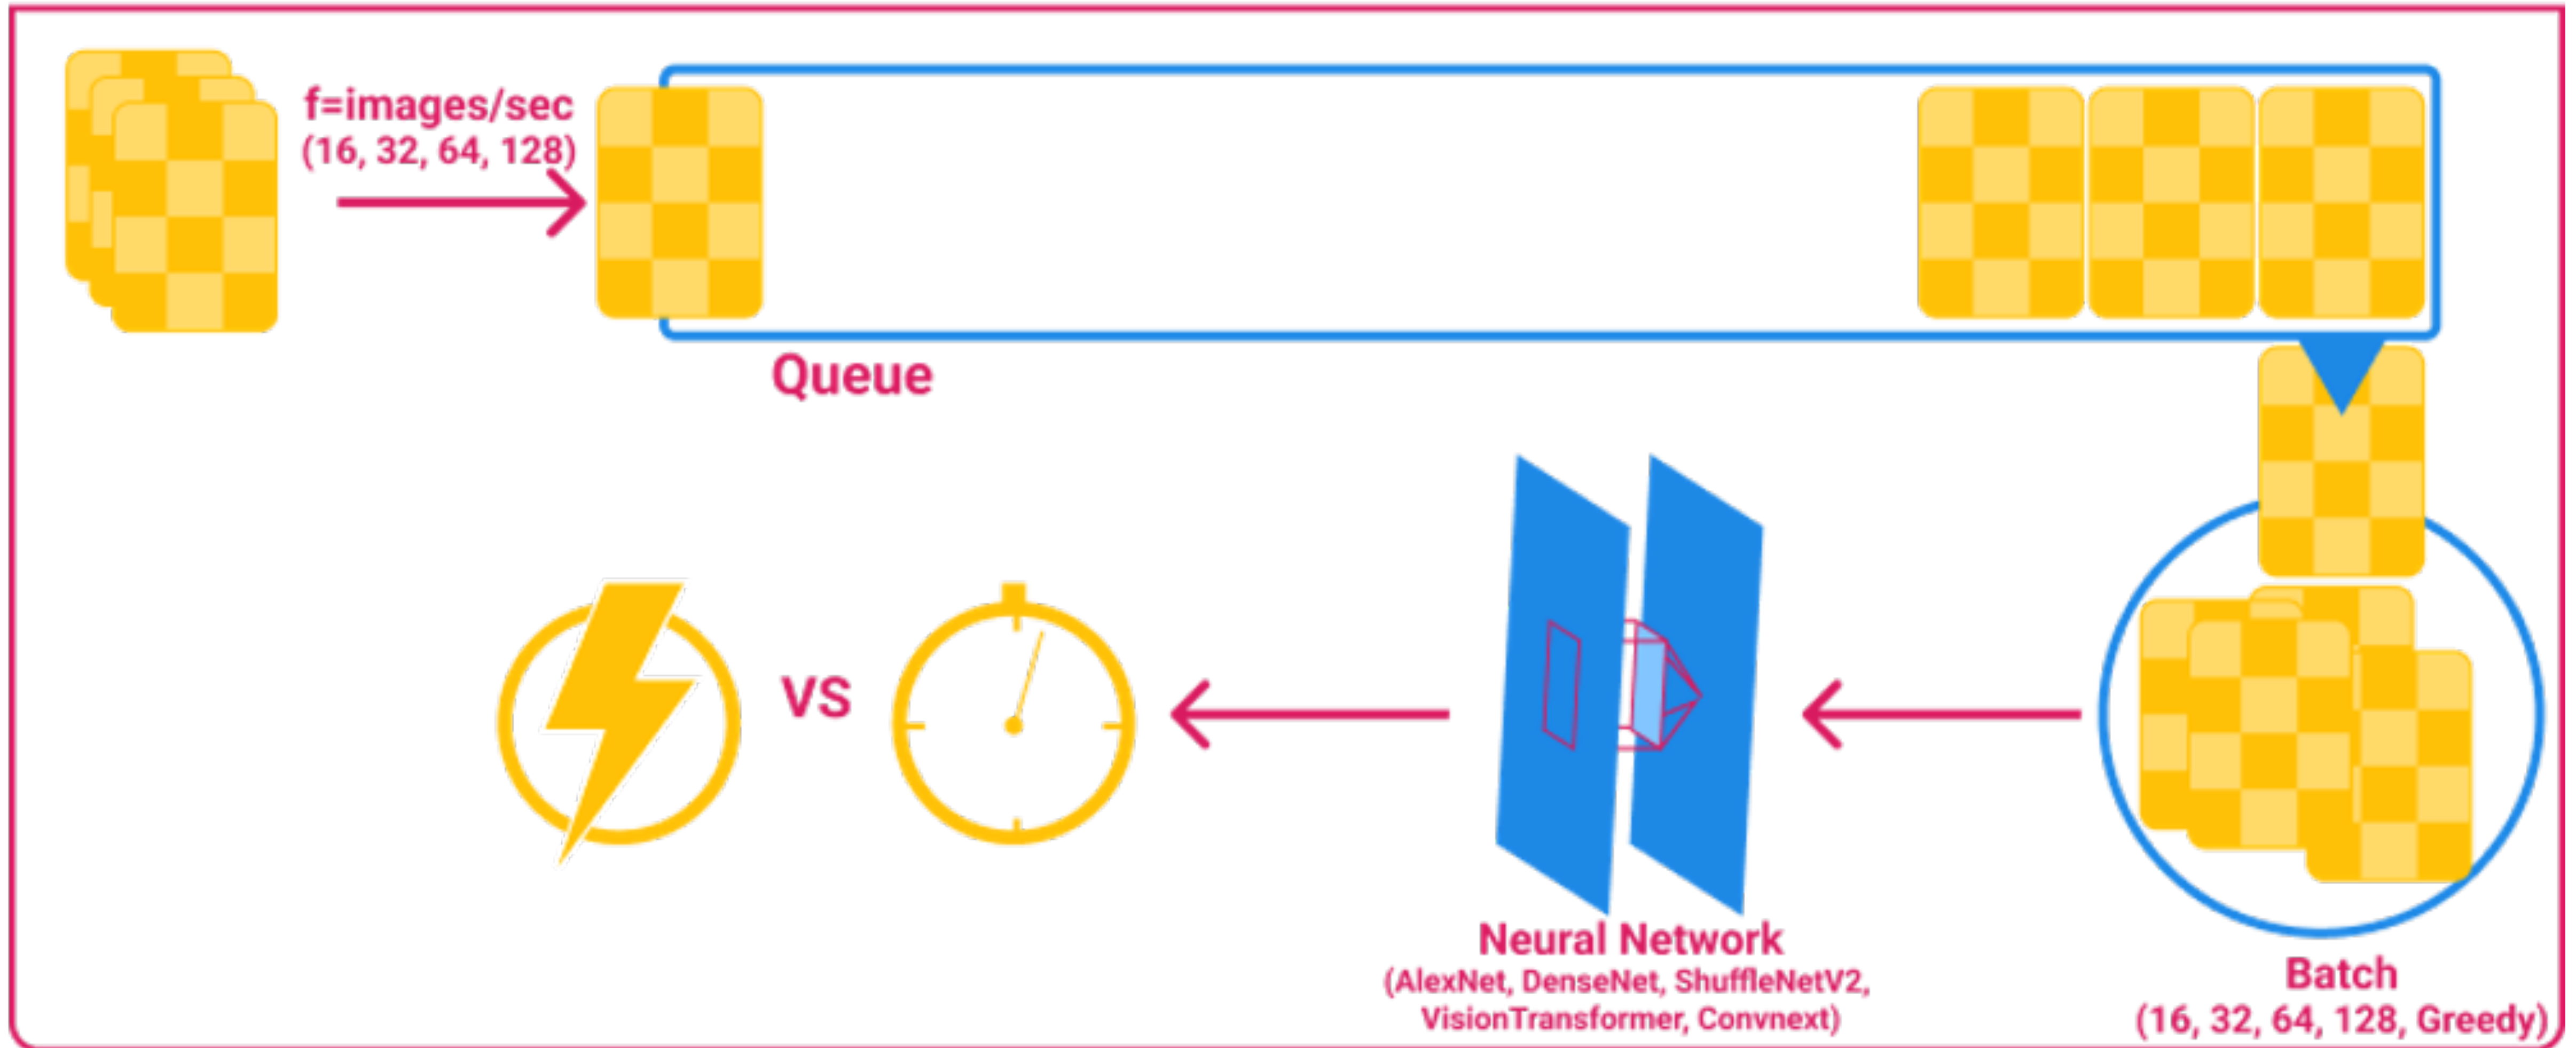 f=images/sec
(16, 32, 64, 128)
Queue
VS
Neural Network
(AlexNet, DenseNet, ShuffleNetV2,
VisionTransformer, Convnext)
Batch
(16, 32, 64, 128, Greedy)